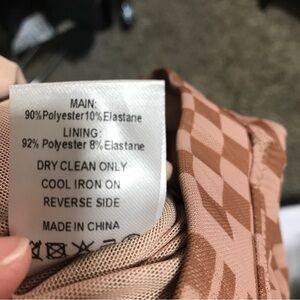 MAIN:
90%Polyester10%Elastane
LINING:
92% Polyester 8% Elastane
DRY CLEAN ONLY
COOL IRON ON
REVERSE SIDE
MADE IN CHINA